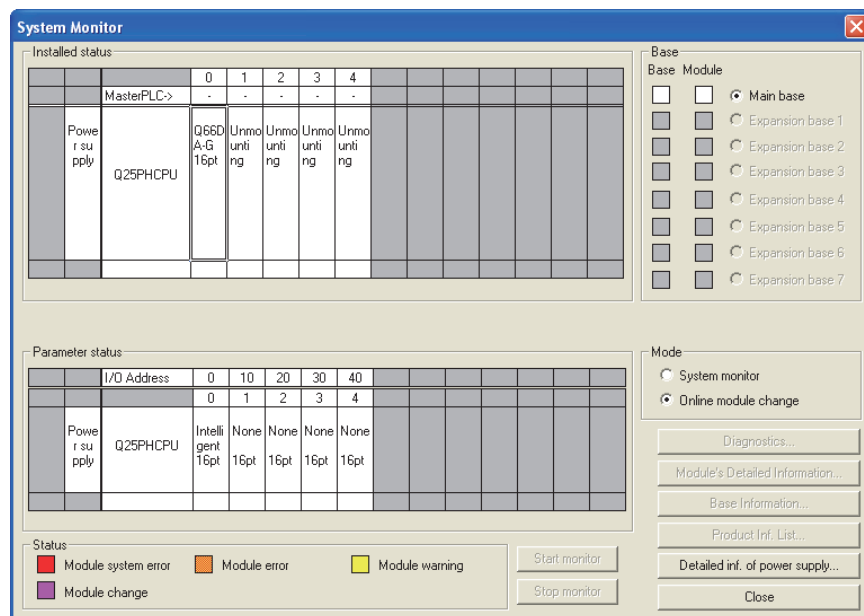 System Monitor
Installed status
0 1 2 3 4
MasterPLC-> - - - - -
Powe Q66D Unmo Unmo Unmo Unmo
r su A-G unti unti unti unti
pply 16pt ng ng ng ng
Q25PHCPU
Base
Base Module
Main base
Expansion base 1
Expansion base 2
Expansion base 3
Expansion base 4
Expansion base 5
Expansion base 6
Expansion base 7
Parameter status
I/O Address 0 10 20 30 40
0 1 2 3 4
Powe Intelli None None None None
r su Q25PHCPU gent
pply 16pt 16pt 16pt 16pt 16pt
Mode
System monitor
Online module change
Diagnostics...
Module's Detailed Information...
Base Information...
Product Inf. List...
Detailed inf. of power supply...
Close
Status
Module system error Module error Module warning
Module change
Start monitor
Stop monitor